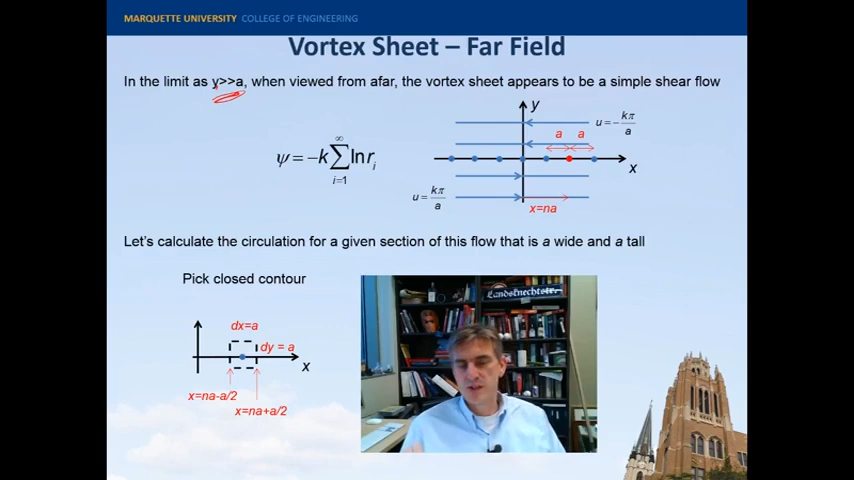 MARQUETTE UNIVERSITY COLLEGE OF ENGINEERING
Vortex Sheet – Far Field
In the limit as y>>a, when viewed from afar, the vortex sheet appears to be a simple shear flow
ψ = -k ∑ ln rᵢ
∞
i=1
y
u = - kπ/a
a a
x
u = kπ/a
x=na
Let's calculate the circulation for a given section of this flow that is a wide and a tall
Pick closed contour
dx=a
dy = a
x
x=na-a/2
x=na+a/2
Landsknechtstr.